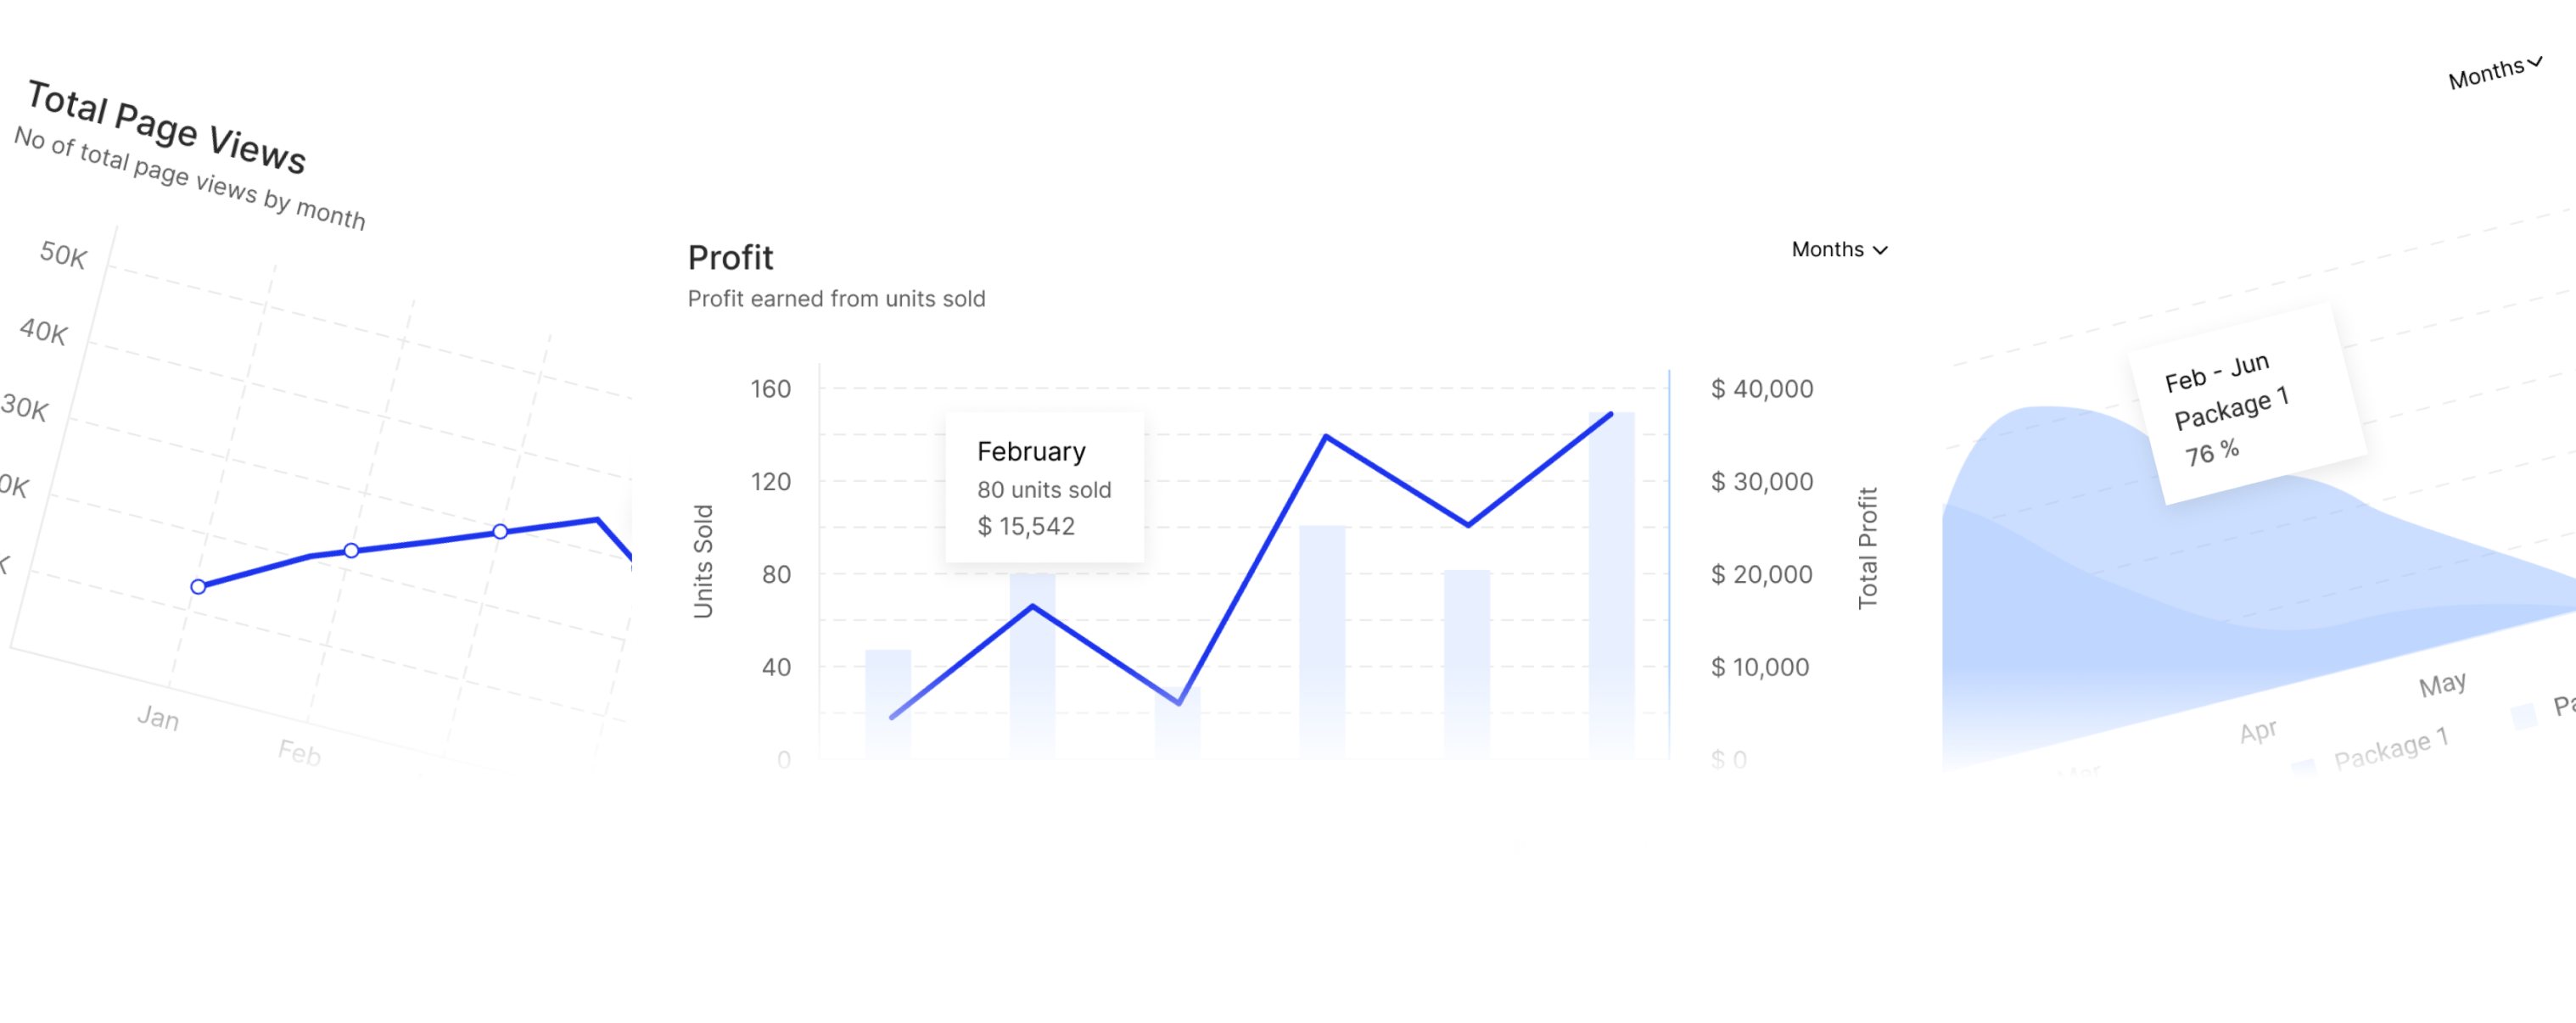 Total Page Views
No of total page views by month
50K
40K
30K
0K
K
Jan
Feb
Profit
Profit earned from units sold
Months
Units Sold
160
120
80
40
0
February
80 units sold
$ 15,542
$ 40,000
$ 30,000
$ 20,000
$ 10,000
$ 0
Total Profit
Months
Feb - Jun
Package 1
76 %
Mar
Apr
May
Package 1
Pa